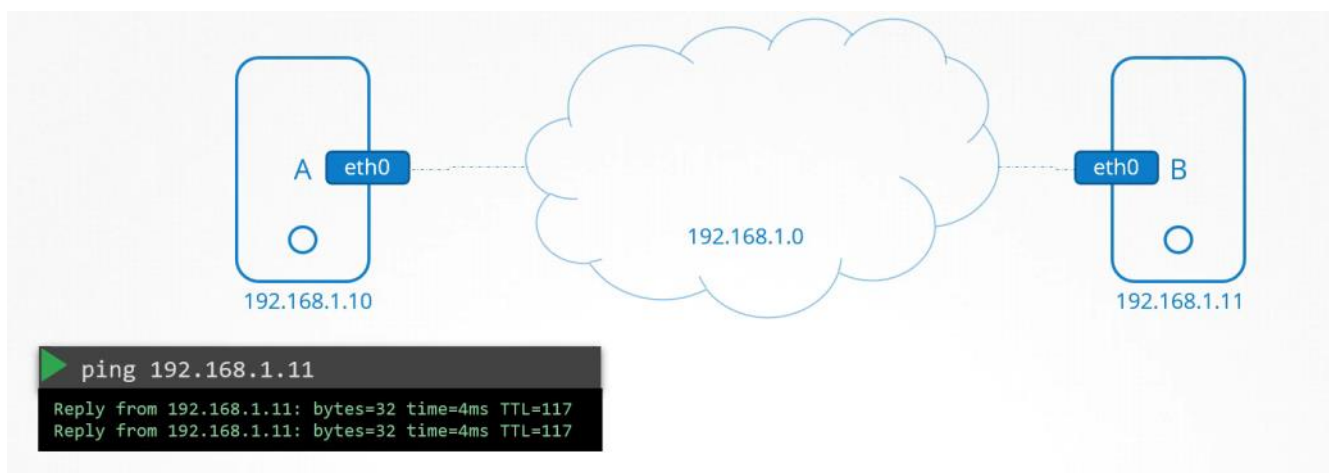 A eth0
eth0 B
192.168.1.0
192.168.1.10
192.168.1.11
ping 192.168.1.11
Reply from 192.168.1.11: bytes=32 time=4ms TTL=117
Reply from 192.168.1.11: bytes=32 time=4ms TTL=117